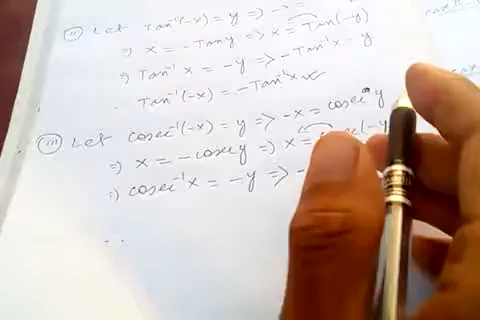 (ii) Let Tan⁻¹(-x) = y => -x =
=> x = -Tan y => x = Tan(-y)
=> Tan⁻¹ x = -y => -Tan⁻¹ x = y
Tan⁻¹(-x) = -Tan⁻¹ x
(iii) Let cosec⁻¹(-x) = y => -x = cosec y
=> x = -cosec y => x = (-y)
=> cosec⁻¹ x = -y => -
∴